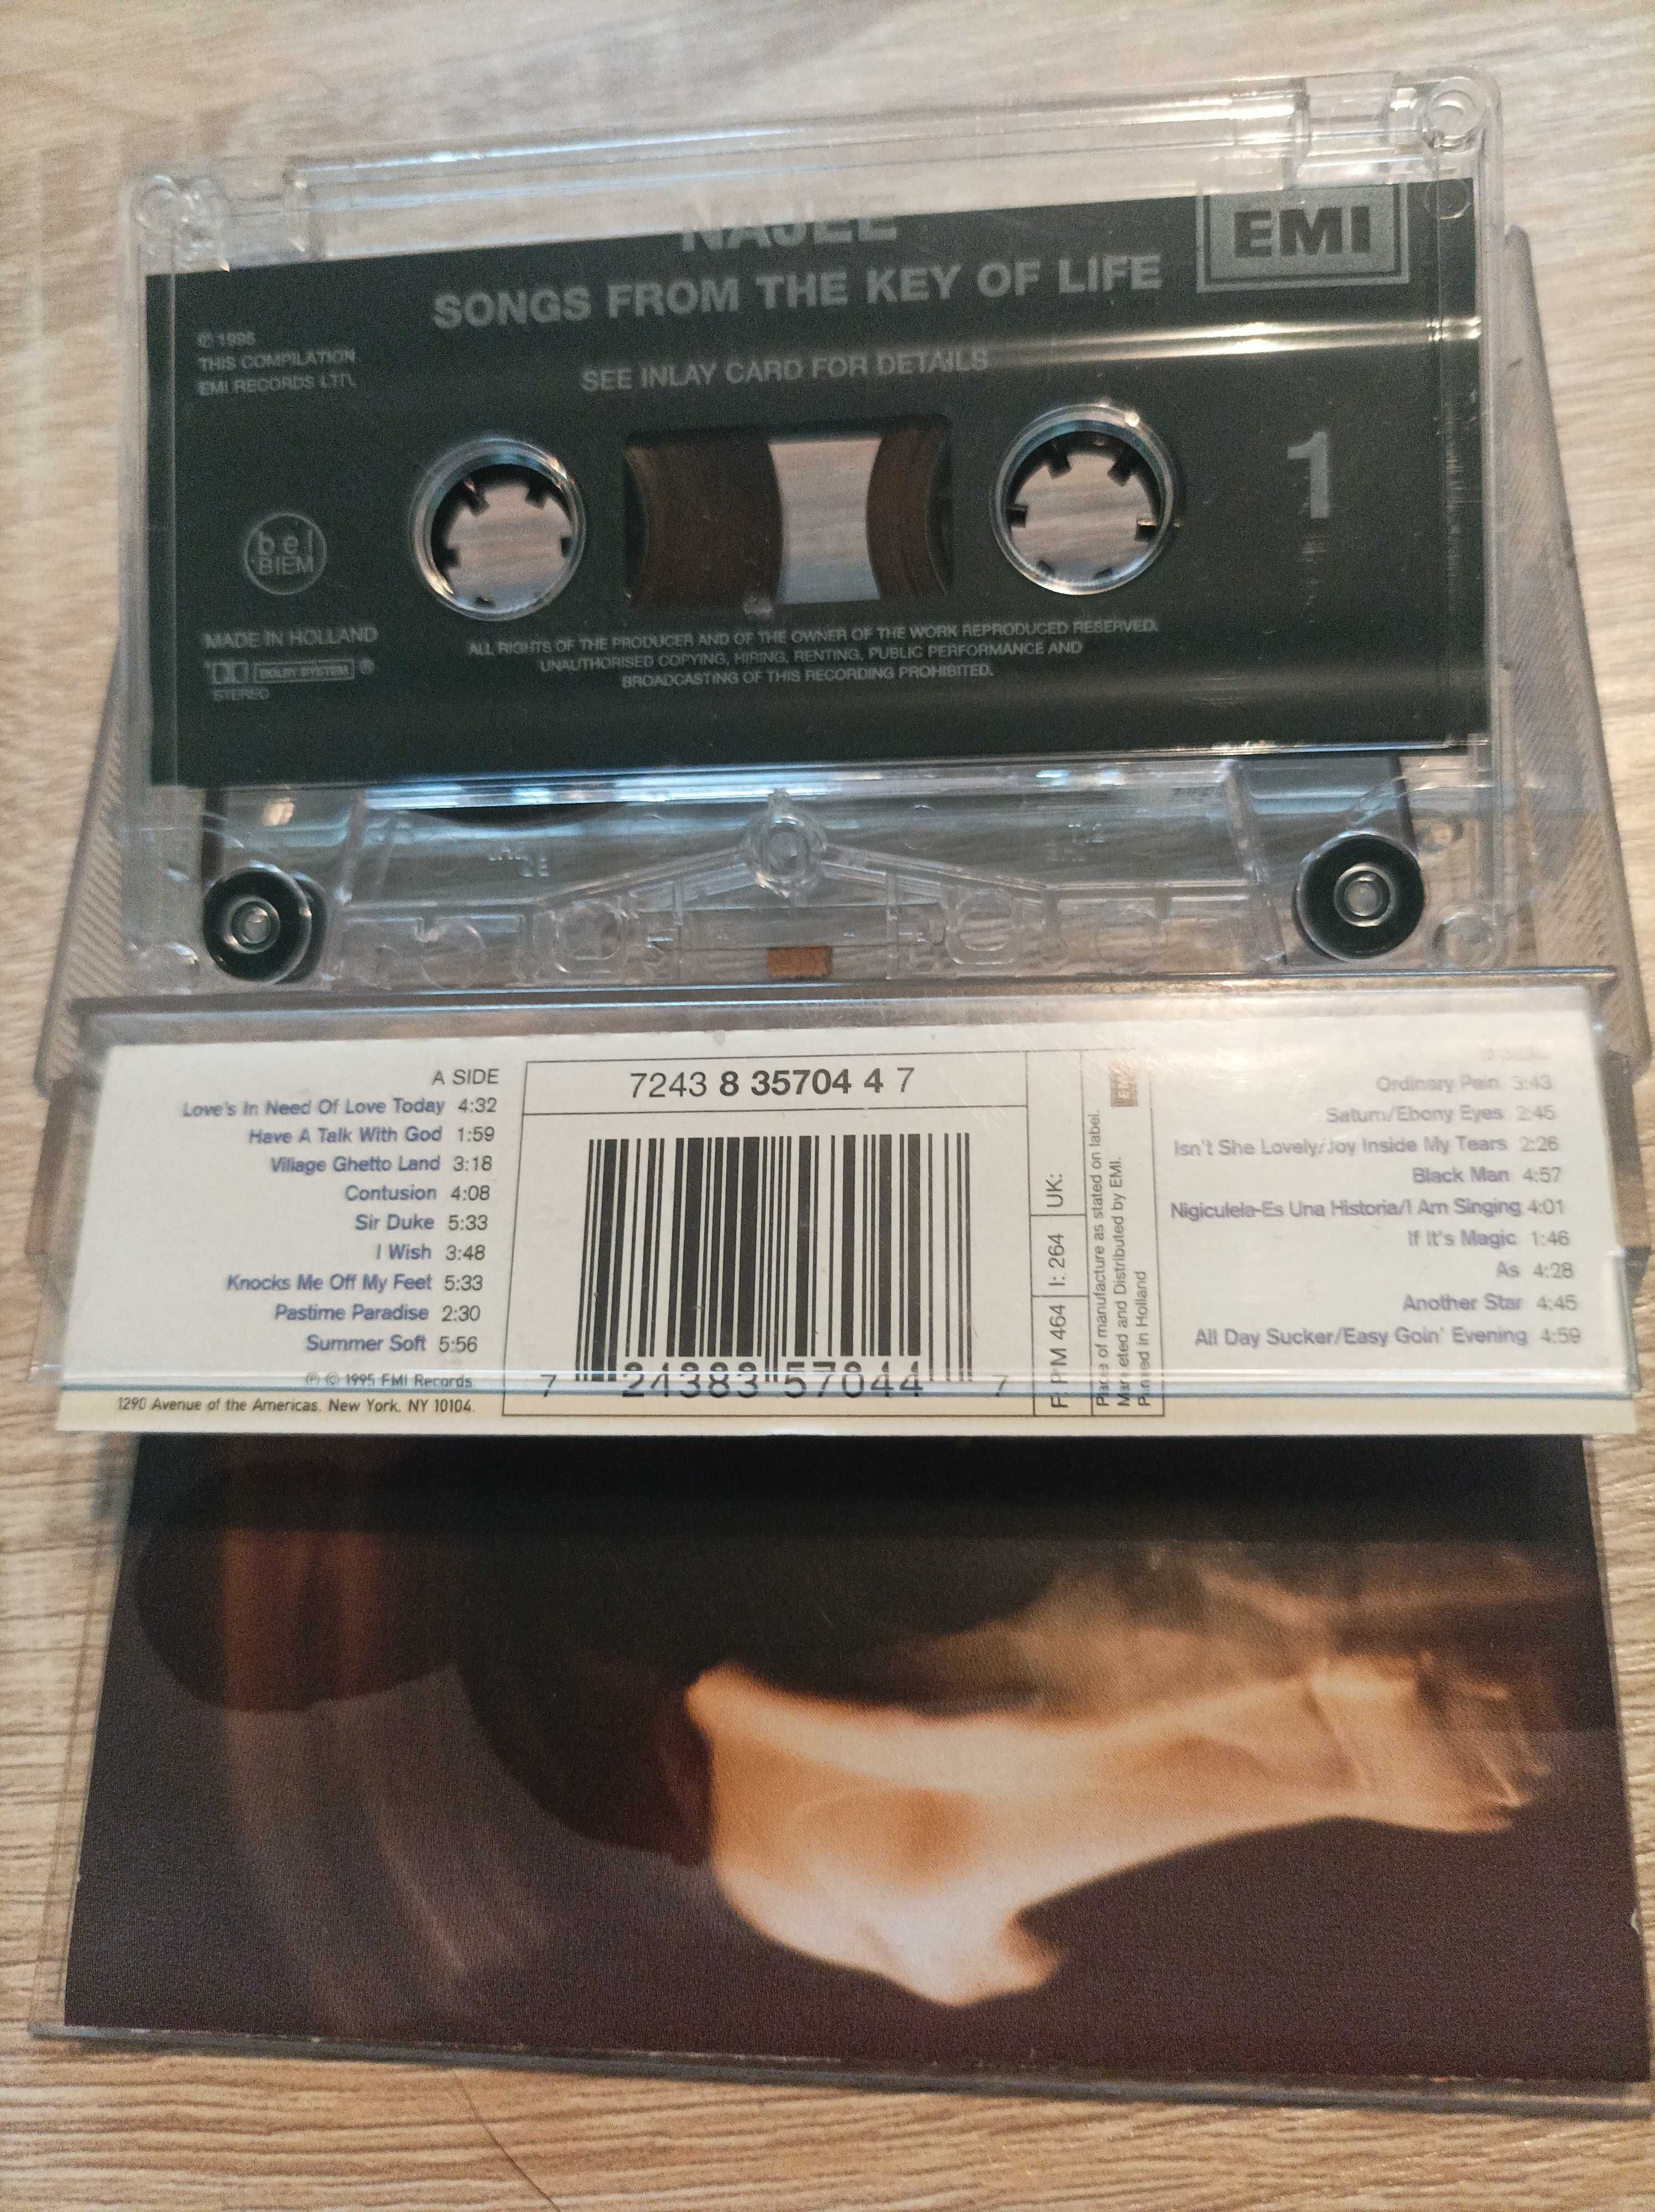 NAJEE
EMI
SONGS FROM THE KEY OF LIFE
SEE INLAY CARD FOR DETAILS
THIS COMPILATION
EMI RECORDS LTD.
1
bel
BIEM
MADE IN HOLLAND
DOLBY SYSTEM ®
STEREO
ALL RIGHTS OF THE PRODUCER AND OF THE OWNER OF THE WORK REPRODUCED RESERVED.
UNAUTHORISED COPYING, HIRING, RENTING, PUBLIC PERFORMANCE AND
BROADCASTING OF THIS RECORDING PROHIBITED.
A SIDE
Love's In Need Of Love Today 4:32
Have A Talk With God 1:59
Village Ghetto Land 3:18
Contusion 4:08
Sir Duke 5:33
I Wish 3:48
Knocks Me Off My Feet 5:33
Pastime Paradise 2:30
Summer Soft 5:56
℗ © 1995 EMI Records
1290 Avenue of the Americas. New York. NY 10104.
7243 8 35704 4 7
7 24383 57044 7
UK:
I: 264
F: PM 464
Place of manufacture as stated on label.
Marketed and Distributed by EMI.
Printed in Holland
Ordinary Pain 3:43
Saturn/Ebony Eyes 2:45
Isn't She Lovely/Joy Inside My Tears 2:26
Black Man 4:57
Nigiculela-Es Una Historia/I Am Singing 4:01
If It's Magic 1:46
As 4:28
Another Star 4:45
All Day Sucker/Easy Goin' Evening 4:59